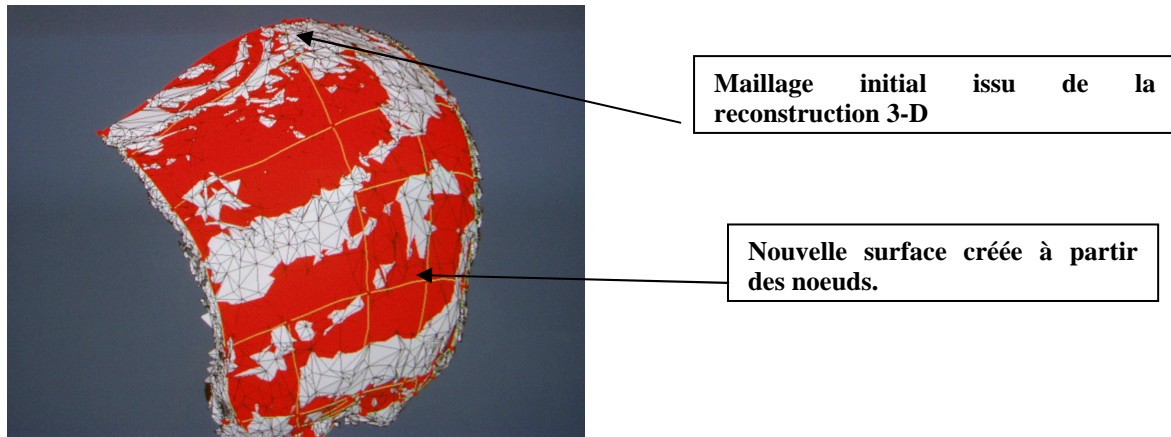 Maillage initial issu de la
reconstruction 3-D
Nouvelle surface créée à partir
des noeuds.